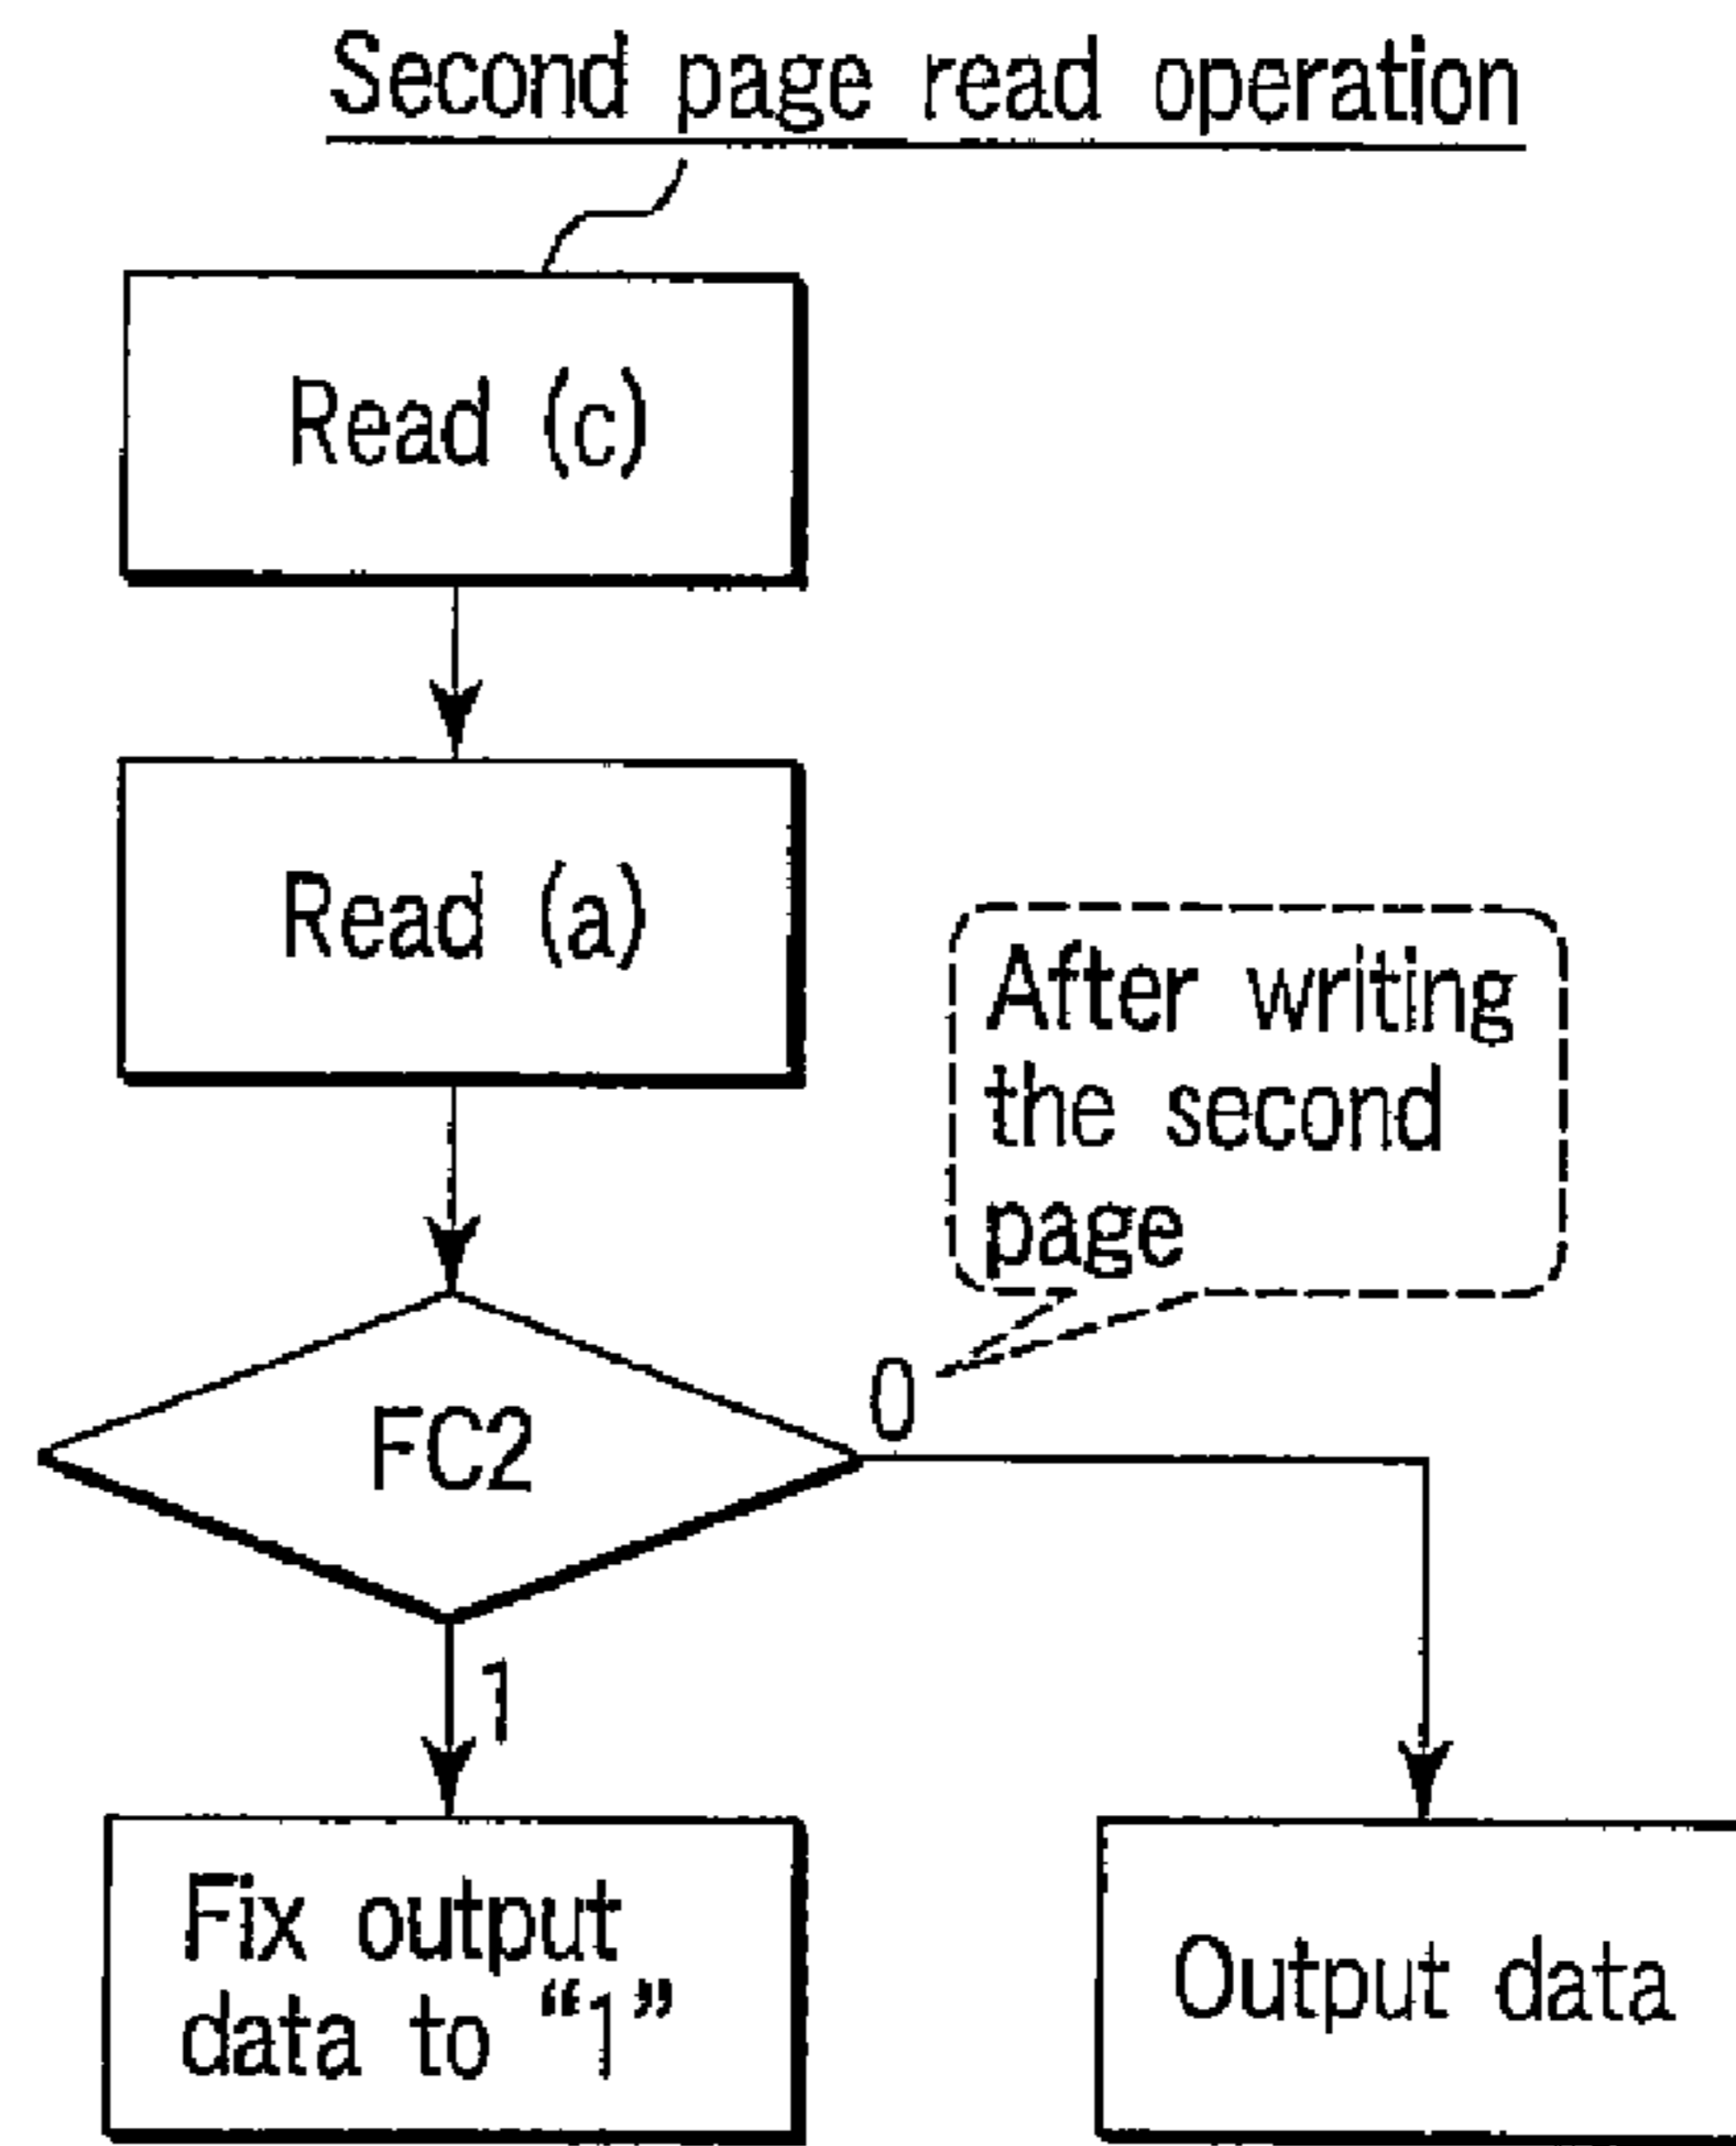 Second page read operation
Read (c)
Read (a)
After writing
the second
page
0
FC2
1
Fix output
data to “1”
Output data